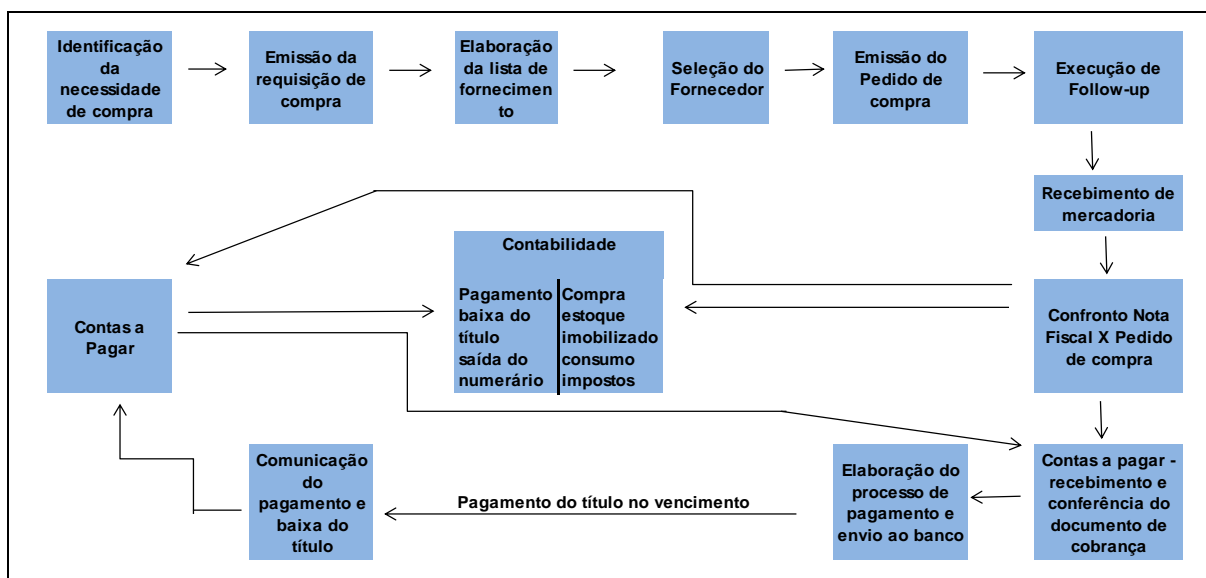 Identificação
da
necessidade
de compra
Emissão da
requisição de
compra
Elaboração
da lista de
fornecimen
to
Seleção do
Fornecedor
Emissão do
Pedido de
compra
Execução de
Follow-up
Recebimento de
mercadoria
Contabilidade
Pagamento
baixa do
título
saída do
numerário
Compra
estoque
imobilizado
consumo
impostos
Contas a
Pagar
Confronto Nota
Fiscal X Pedido
de compra
Comunicação
do
pagamento e
baixa do
título
Pagamento do título no vencimento
Elaboração do
processo de
pagamento e
envio ao banco
Contas a pagar -
recebimento e
conferência do
documento de
cobrança